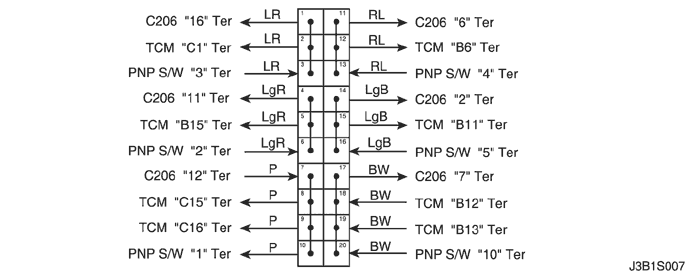 C206 "16" Ter LR 1 11 RL C206 "6" Ter
TCM "C1" Ter LR 2 12 RL TCM "B6" Ter
PNP S/W "3" Ter LR 3 13 RL PNP S/W "4" Ter
C206 "11" Ter LgR 4 14 LgB C206 "2" Ter
TCM "B15" Ter LgR 5 15 LgB TCM "B11" Ter
PNP S/W "2" Ter LgR 6 16 LgB PNP S/W "5" Ter
C206 "12" Ter P 7 17 BW C206 "7" Ter
TCM "C15" Ter P 8 18 BW TCM "B12" Ter
TCM "C16" Ter P 9 19 BW TCM "B13" Ter
PNP S/W "1" Ter P 10 20 BW PNP S/W "10" Ter
J3B1S007